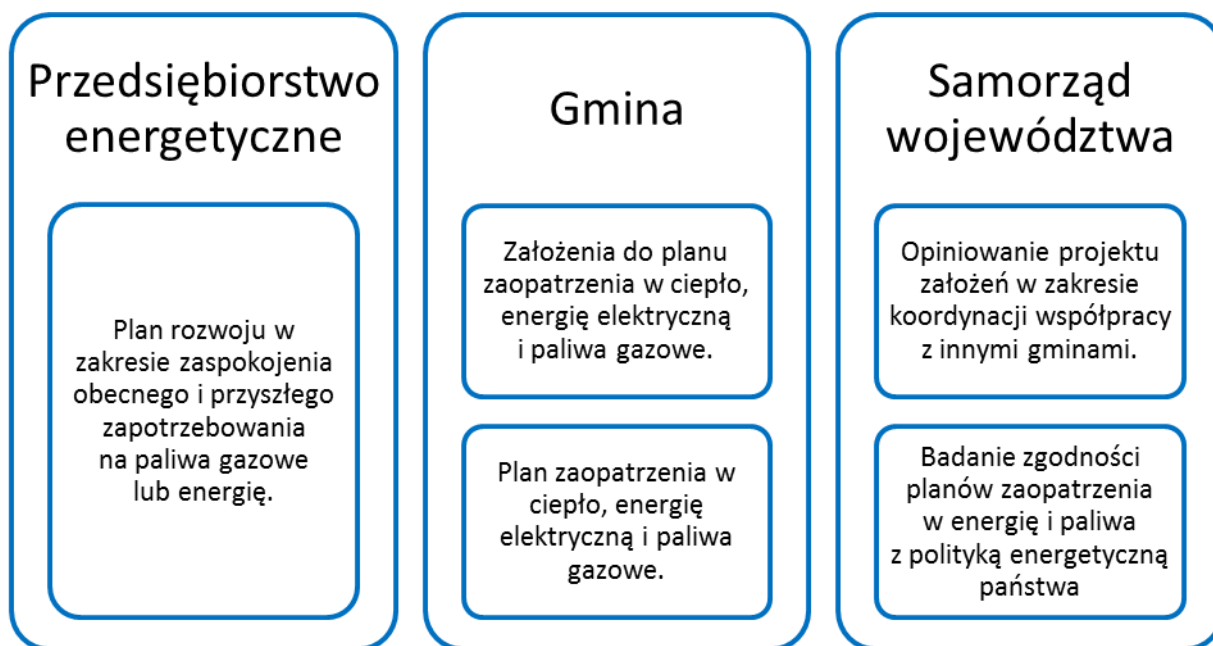 Przedsiębiorstwo
energetyczne
Plan rozwoju w
zakresie zaspokojenia
obecnego i przyszłego
zapotrzebowania
na paliwa gazowe
lub energię.
Gmina
Założenia do planu
zaopatrzenia w ciepło,
energię elektryczną
i paliwa gazowe.
Plan zaopatrzenia w
ciepło, energię
elektryczną i paliwa
gazowe.
Samorząd
województwa
Opiniowanie projektu
założeń w zakresie
koordynacji współpracy
z innymi gminami.
Badanie zgodności
planów zaopatrzenia
w energię i paliwa
z polityką energetyczną
państwa